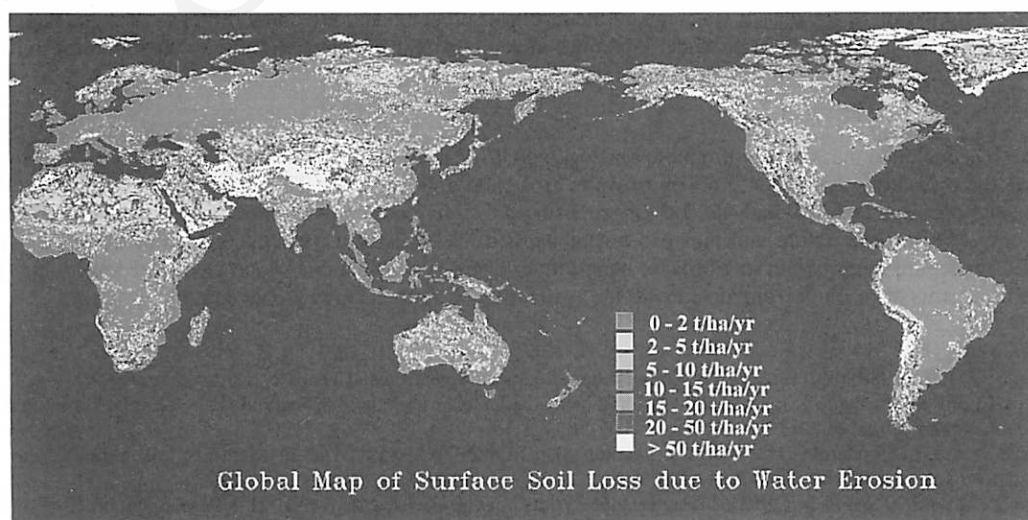 0 - 2 t/ha/yr
2 - 5 t/ha/yr
5 - 10 t/ha/yr
10 - 15 t/ha/yr
15 - 20 t/ha/yr
20 - 50 t/ha/yr
> 50 t/ha/yr
Global Map of Surface Soil Loss due to Water Erosion